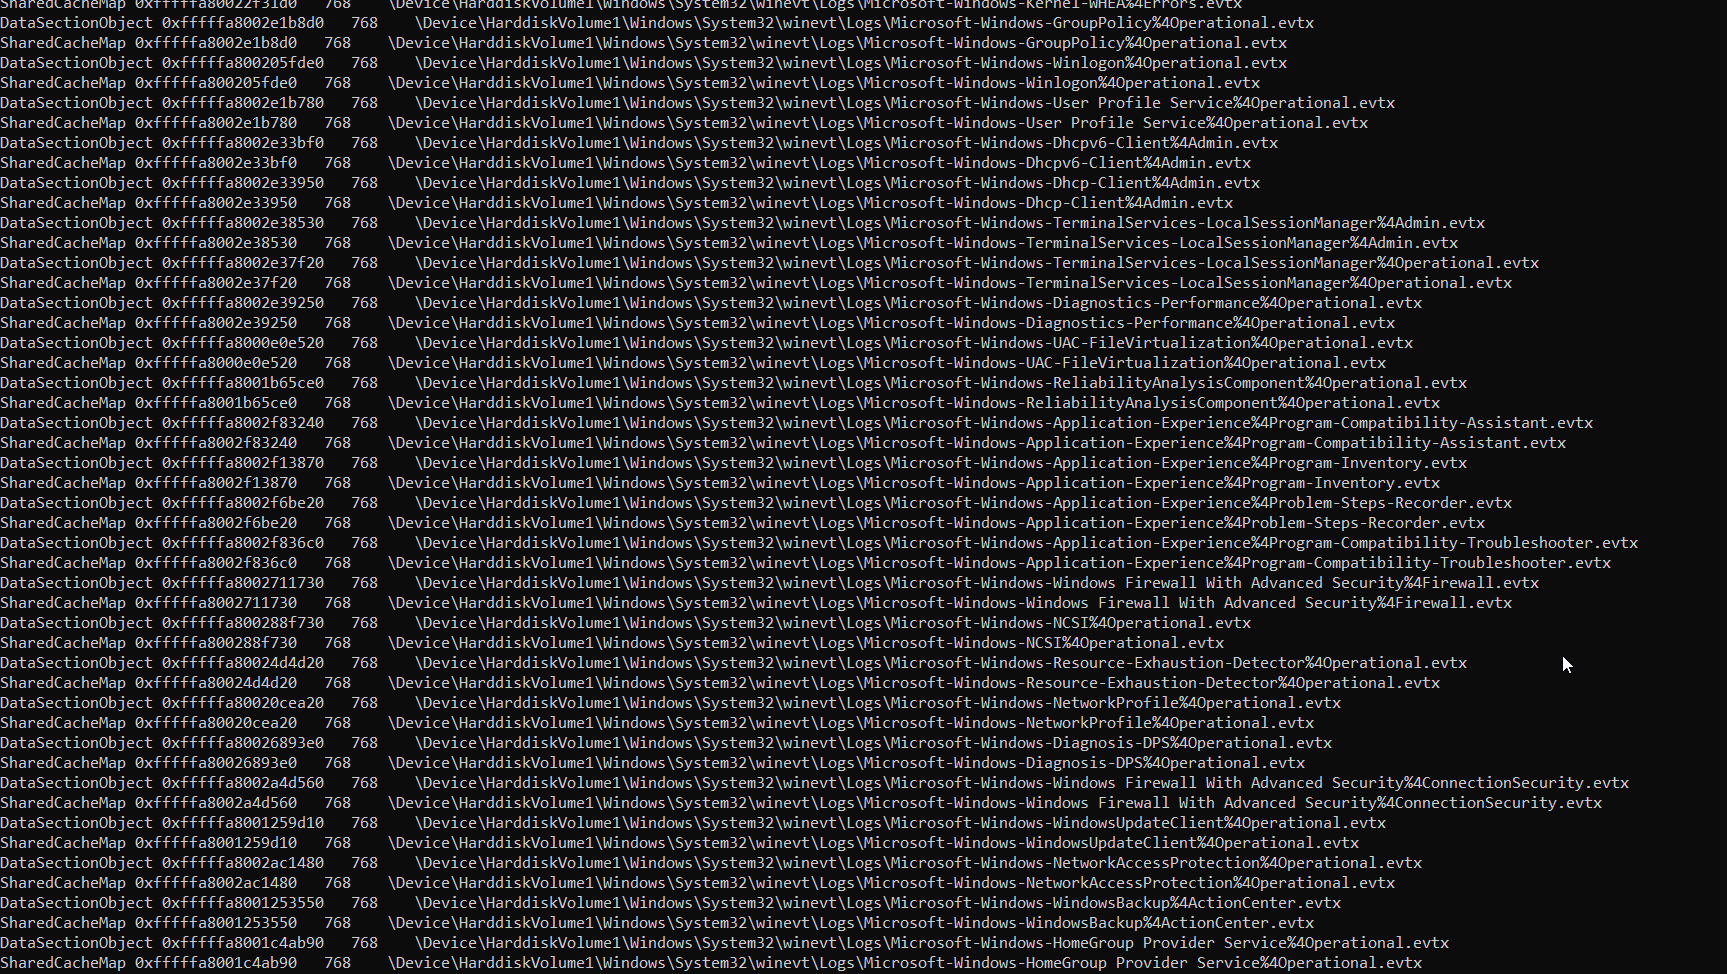 SharedCacheMap 0xfffffa80022f31d0   768    \Device\HarddiskVolume1\Windows\System32\winevt\Logs\Microsoft-Windows-Kernel-WHEA%4Errors.evtx
DataSectionObject 0xfffffa8002e1b8d0   768    \Device\HarddiskVolume1\Windows\System32\winevt\Logs\Microsoft-Windows-GroupPolicy%4Operational.evtx
SharedCacheMap 0xfffffa8002e1b8d0   768    \Device\HarddiskVolume1\Windows\System32\winevt\Logs\Microsoft-Windows-GroupPolicy%4Operational.evtx
DataSectionObject 0xfffffa800205fde0   768    \Device\HarddiskVolume1\Windows\System32\winevt\Logs\Microsoft-Windows-Winlogon%4Operational.evtx
SharedCacheMap 0xfffffa800205fde0   768    \Device\HarddiskVolume1\Windows\System32\winevt\Logs\Microsoft-Windows-Winlogon%4Operational.evtx
DataSectionObject 0xfffffa8002e1b780   768    \Device\HarddiskVolume1\Windows\System32\winevt\Logs\Microsoft-Windows-User Profile Service%4Operational.evtx
SharedCacheMap 0xfffffa8002e1b780   768    \Device\HarddiskVolume1\Windows\System32\winevt\Logs\Microsoft-Windows-User Profile Service%4Operational.evtx
DataSectionObject 0xfffffa8002e33bf0   768    \Device\HarddiskVolume1\Windows\System32\winevt\Logs\Microsoft-Windows-Dhcpv6-Client%4Admin.evtx
SharedCacheMap 0xfffffa8002e33bf0   768    \Device\HarddiskVolume1\Windows\System32\winevt\Logs\Microsoft-Windows-Dhcpv6-Client%4Admin.evtx
DataSectionObject 0xfffffa8002e33950   768    \Device\HarddiskVolume1\Windows\System32\winevt\Logs\Microsoft-Windows-Dhcp-Client%4Admin.evtx
SharedCacheMap 0xfffffa8002e33950   768    \Device\HarddiskVolume1\Windows\System32\winevt\Logs\Microsoft-Windows-Dhcp-Client%4Admin.evtx
DataSectionObject 0xfffffa8002e38530   768    \Device\HarddiskVolume1\Windows\System32\winevt\Logs\Microsoft-Windows-TerminalServices-LocalSessionManager%4Admin.evtx
SharedCacheMap 0xfffffa8002e38530   768    \Device\HarddiskVolume1\Windows\System32\winevt\Logs\Microsoft-Windows-TerminalServices-LocalSessionManager%4Admin.evtx
DataSectionObject 0xfffffa8002e37f20   768    \Device\HarddiskVolume1\Windows\System32\winevt\Logs\Microsoft-Windows-TerminalServices-LocalSessionManager%4Operational.evtx
SharedCacheMap 0xfffffa8002e37f20   768    \Device\HarddiskVolume1\Windows\System32\winevt\Logs\Microsoft-Windows-TerminalServices-LocalSessionManager%4Operational.evtx
DataSectionObject 0xfffffa8002e39250   768    \Device\HarddiskVolume1\Windows\System32\winevt\Logs\Microsoft-Windows-Diagnostics-Performance%4Operational.evtx
SharedCacheMap 0xfffffa8002e39250   768    \Device\HarddiskVolume1\Windows\System32\winevt\Logs\Microsoft-Windows-Diagnostics-Performance%4Operational.evtx
DataSectionObject 0xfffffa8000e0e520   768    \Device\HarddiskVolume1\Windows\System32\winevt\Logs\Microsoft-Windows-UAC-FileVirtualization%4Operational.evtx
SharedCacheMap 0xfffffa8000e0e520   768    \Device\HarddiskVolume1\Windows\System32\winevt\Logs\Microsoft-Windows-UAC-FileVirtualization%4Operational.evtx
DataSectionObject 0xfffffa8001b65ce0   768    \Device\HarddiskVolume1\Windows\System32\winevt\Logs\Microsoft-Windows-ReliabilityAnalysisComponent%4Operational.evtx
SharedCacheMap 0xfffffa8001b65ce0   768    \Device\HarddiskVolume1\Windows\System32\winevt\Logs\Microsoft-Windows-ReliabilityAnalysisComponent%4Operational.evtx
DataSectionObject 0xfffffa8002f83240   768    \Device\HarddiskVolume1\Windows\System32\winevt\Logs\Microsoft-Windows-Application-Experience%4Program-Compatibility-Assistant.evtx
SharedCacheMap 0xfffffa8002f83240   768    \Device\HarddiskVolume1\Windows\System32\winevt\Logs\Microsoft-Windows-Application-Experience%4Program-Compatibility-Assistant.evtx
DataSectionObject 0xfffffa8002f13870   768    \Device\HarddiskVolume1\Windows\System32\winevt\Logs\Microsoft-Windows-Application-Experience%4Program-Inventory.evtx
SharedCacheMap 0xfffffa8002f13870   768    \Device\HarddiskVolume1\Windows\System32\winevt\Logs\Microsoft-Windows-Application-Experience%4Program-Inventory.evtx
DataSectionObject 0xfffffa8002f6be20   768    \Device\HarddiskVolume1\Windows\System32\winevt\Logs\Microsoft-Windows-Application-Experience%4Problem-Steps-Recorder.evtx
SharedCacheMap 0xfffffa8002f6be20   768    \Device\HarddiskVolume1\Windows\System32\winevt\Logs\Microsoft-Windows-Application-Experience%4Problem-Steps-Recorder.evtx
DataSectionObject 0xfffffa8002f836c0   768    \Device\HarddiskVolume1\Windows\System32\winevt\Logs\Microsoft-Windows-Application-Experience%4Program-Compatibility-Troubleshooter.evtx
SharedCacheMap 0xfffffa8002f836c0   768    \Device\HarddiskVolume1\Windows\System32\winevt\Logs\Microsoft-Windows-Application-Experience%4Program-Compatibility-Troubleshooter.evtx
DataSectionObject 0xfffffa8002711730   768    \Device\HarddiskVolume1\Windows\System32\winevt\Logs\Microsoft-Windows-Windows Firewall With Advanced Security%4Firewall.evtx
SharedCacheMap 0xfffffa8002711730   768    \Device\HarddiskVolume1\Windows\System32\winevt\Logs\Microsoft-Windows-Windows Firewall With Advanced Security%4Firewall.evtx
DataSectionObject 0xfffffa800288f730   768    \Device\HarddiskVolume1\Windows\System32\winevt\Logs\Microsoft-Windows-NCSI%4Operational.evtx
SharedCacheMap 0xfffffa800288f730   768    \Device\HarddiskVolume1\Windows\System32\winevt\Logs\Microsoft-Windows-NCSI%4Operational.evtx
DataSectionObject 0xfffffa80024d4d20   768    \Device\HarddiskVolume1\Windows\System32\winevt\Logs\Microsoft-Windows-Resource-Exhaustion-Detector%4Operational.evtx
SharedCacheMap 0xfffffa80024d4d20   768    \Device\HarddiskVolume1\Windows\System32\winevt\Logs\Microsoft-Windows-Resource-Exhaustion-Detector%4Operational.evtx
DataSectionObject 0xfffffa80020cea20   768    \Device\HarddiskVolume1\Windows\System32\winevt\Logs\Microsoft-Windows-NetworkProfile%4Operational.evtx
SharedCacheMap 0xfffffa80020cea20   768    \Device\HarddiskVolume1\Windows\System32\winevt\Logs\Microsoft-Windows-NetworkProfile%4Operational.evtx
DataSectionObject 0xfffffa80026893e0   768    \Device\HarddiskVolume1\Windows\System32\winevt\Logs\Microsoft-Windows-Diagnosis-DPS%4Operational.evtx
SharedCacheMap 0xfffffa80026893e0   768    \Device\HarddiskVolume1\Windows\System32\winevt\Logs\Microsoft-Windows-Diagnosis-DPS%4Operational.evtx
DataSectionObject 0xfffffa8002a4d560   768    \Device\HarddiskVolume1\Windows\System32\winevt\Logs\Microsoft-Windows-Windows Firewall With Advanced Security%4ConnectionSecurity.evtx
SharedCacheMap 0xfffffa8002a4d560   768    \Device\HarddiskVolume1\Windows\System32\winevt\Logs\Microsoft-Windows-Windows Firewall With Advanced Security%4ConnectionSecurity.evtx
DataSectionObject 0xfffffa8001259d10   768    \Device\HarddiskVolume1\Windows\System32\winevt\Logs\Microsoft-Windows-WindowsUpdateClient%4Operational.evtx
SharedCacheMap 0xfffffa8001259d10   768    \Device\HarddiskVolume1\Windows\System32\winevt\Logs\Microsoft-Windows-WindowsUpdateClient%4Operational.evtx
DataSectionObject 0xfffffa8002ac1480   768    \Device\HarddiskVolume1\Windows\System32\winevt\Logs\Microsoft-Windows-NetworkAccessProtection%4Operational.evtx
SharedCacheMap 0xfffffa8002ac1480   768    \Device\HarddiskVolume1\Windows\System32\winevt\Logs\Microsoft-Windows-NetworkAccessProtection%4Operational.evtx
DataSectionObject 0xfffffa8001253550   768    \Device\HarddiskVolume1\Windows\System32\winevt\Logs\Microsoft-Windows-WindowsBackup%4ActionCenter.evtx
SharedCacheMap 0xfffffa8001253550   768    \Device\HarddiskVolume1\Windows\System32\winevt\Logs\Microsoft-Windows-WindowsBackup%4ActionCenter.evtx
DataSectionObject 0xfffffa8001c4ab90   768    \Device\HarddiskVolume1\Windows\System32\winevt\Logs\Microsoft-Windows-HomeGroup Provider Service%4Operational.evtx
SharedCacheMap 0xfffffa8001c4ab90   768    \Device\HarddiskVolume1\Windows\System32\winevt\Logs\Microsoft-Windows-HomeGroup Provider Service%4Operational.evtx